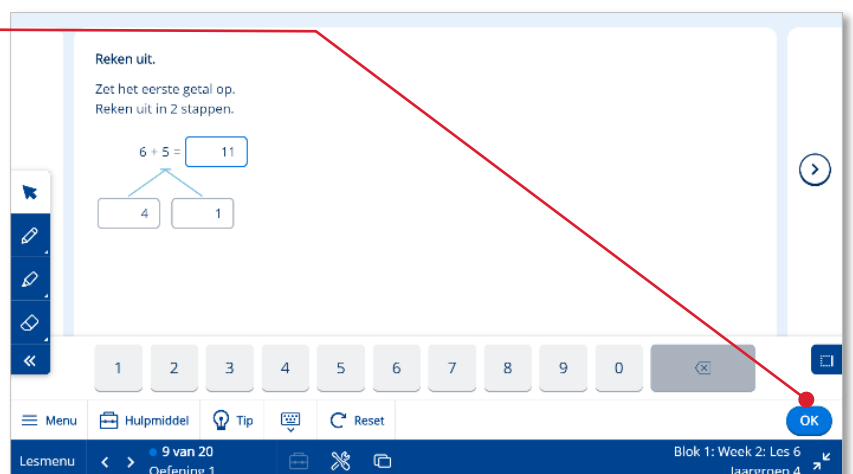 Reken uit.
Zet het eerste getal op.
Reken uit in 2 stappen.
6 + 5 = 11
4 1
1 2 3 4 5 6 7 8 9 0
Menu Hulpmiddel Tip Reset OK
Lesmenu 9 van 20 Blok 1: Week 2: Les 6
Oefening 1 Jaargroep 4